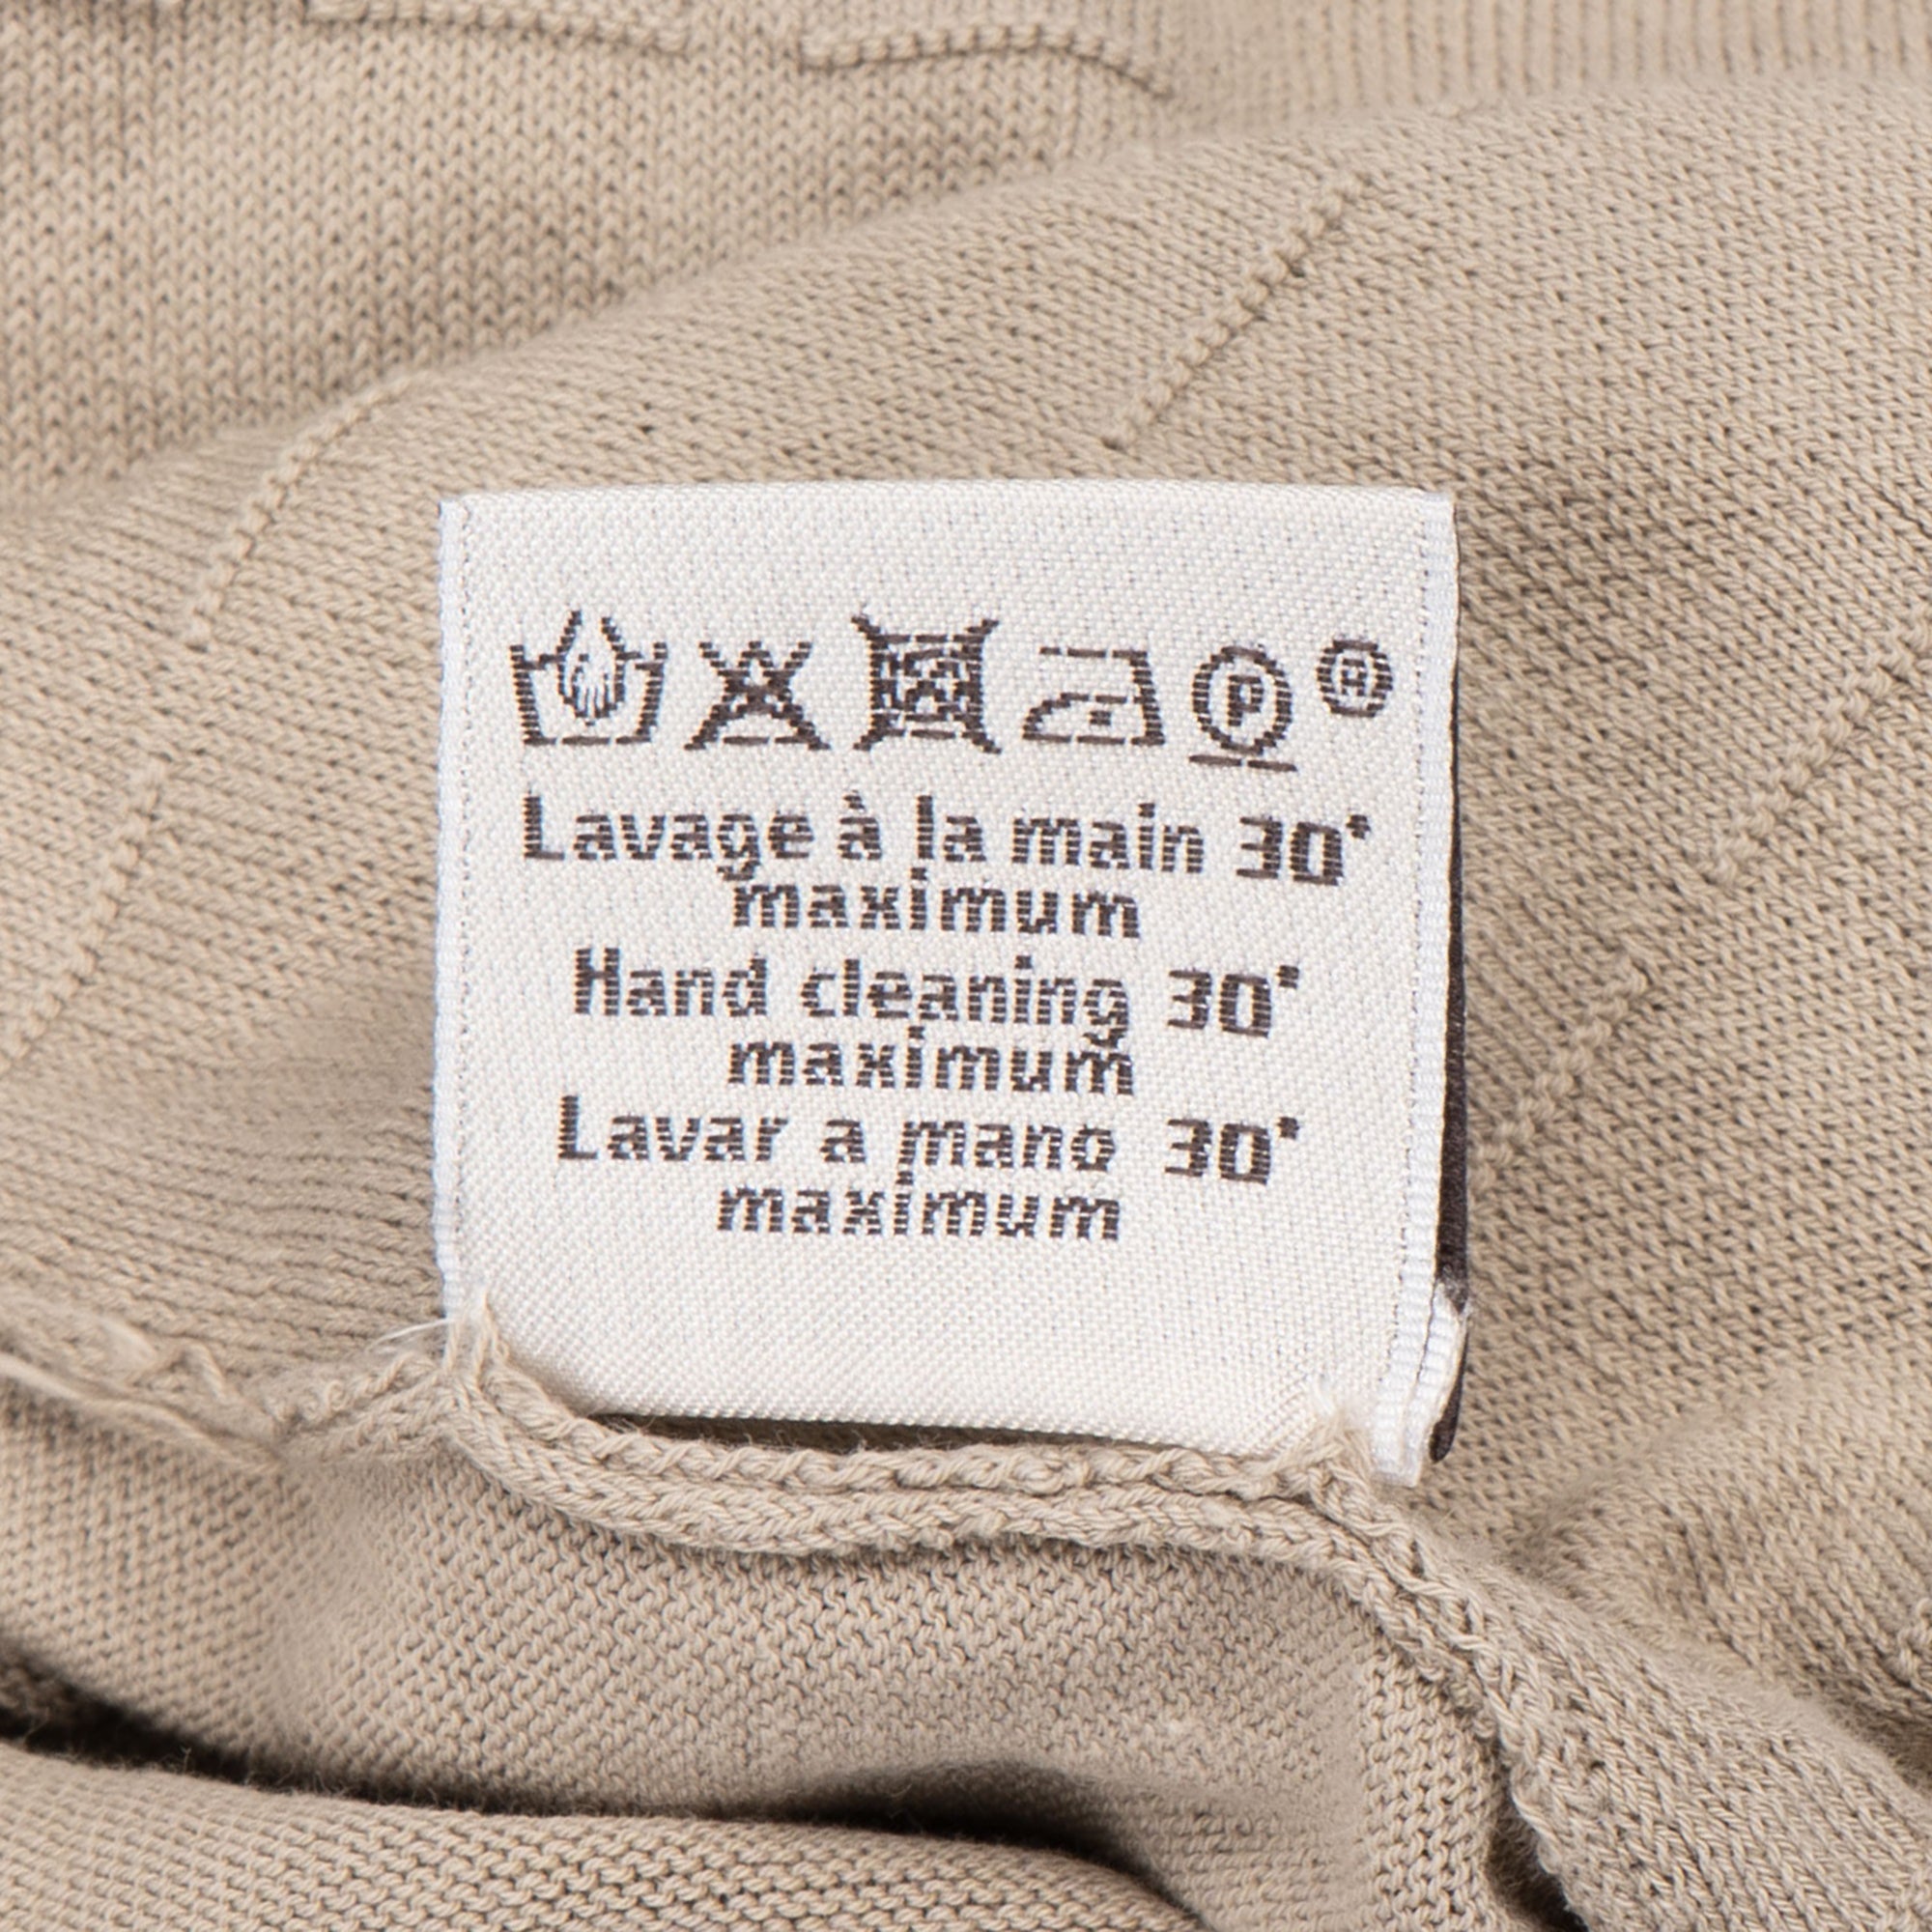 P A
Lavage à la main 30°
maximum
Hand cleaning 30°
maximum
Lavar a mano 30°
maximum